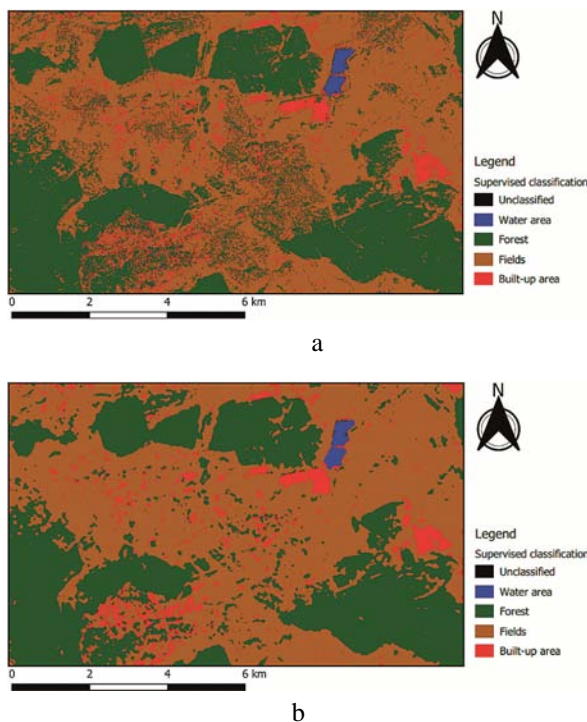 N
Legend
Supervised classification
Unclassified
Water area
Forest
Fields
Built-up area
0 2 4 6 km
a
N
Legend
Supervised classification
Unclassified
Water area
Forest
Fields
Built-up area
0 2 4 6 km
b